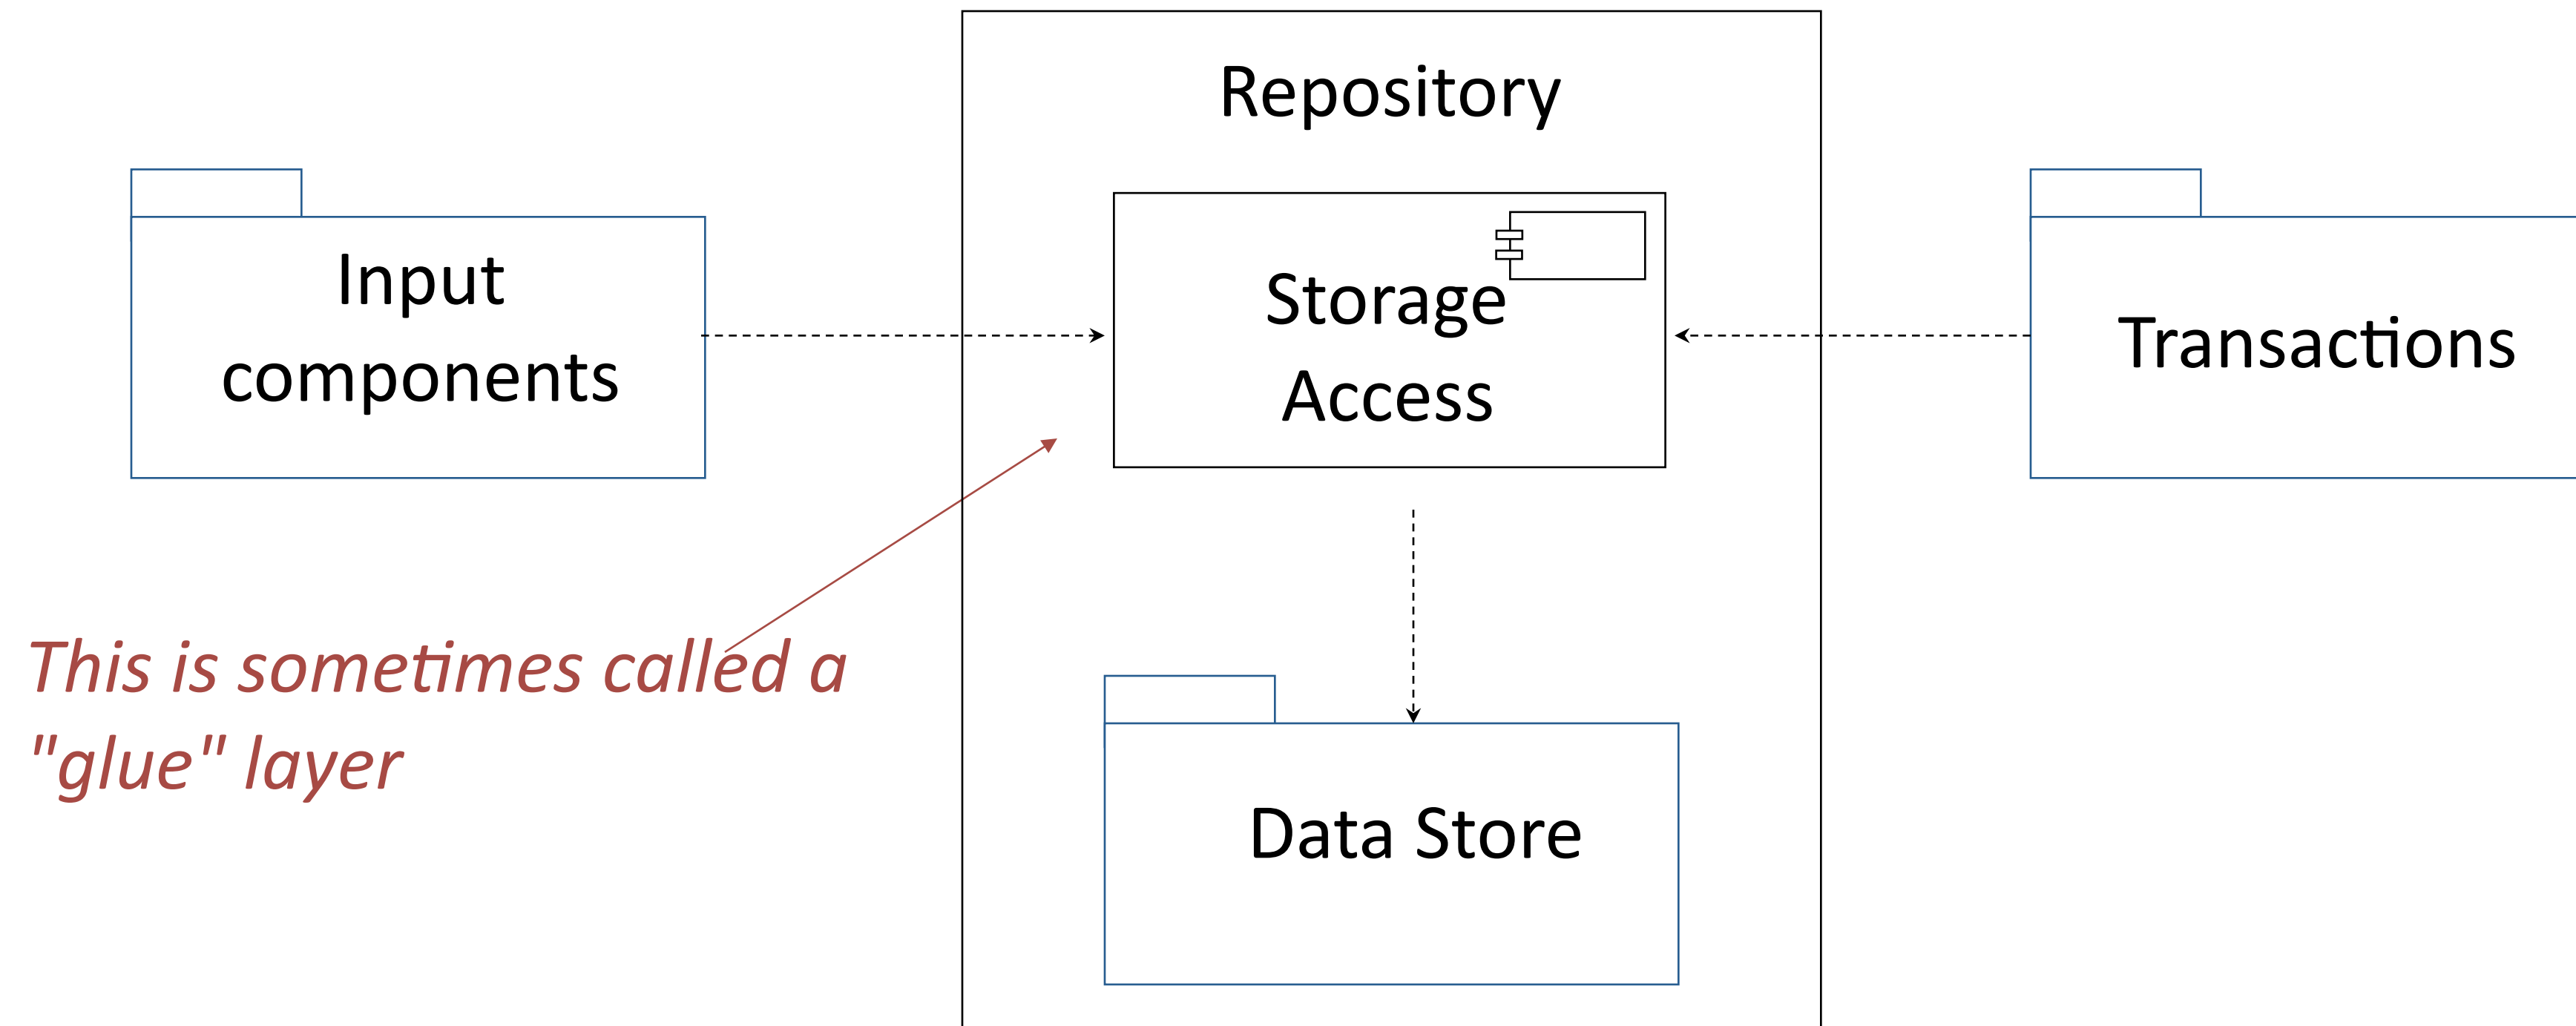 Repository
Input
components
Storage
Access
Transactions
This is sometimes called a
"glue" layer
Data Store